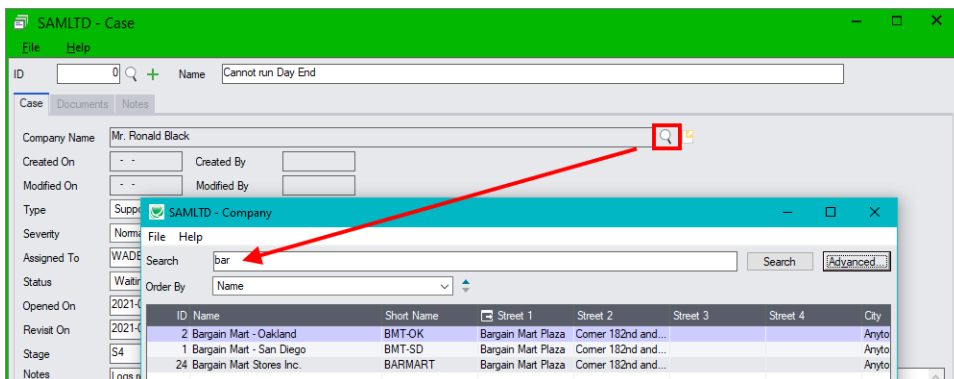 SAMLTD - Case
File Help
ID 0 Name Cannot run Day End
Case Documents Notes
Company Name Mr. Ronald Black
Created On - - Created By
Modified On - - Modified By
Type
SAMLTD - Company
Severity
File Help
Assigned To
Search bar Search Advanced...
Status
Order By Name
Opened On
ID Name Short Name Street 1 Street 2 Street 3 Street 4 City
Revisit On
2 Bargain Mart - Oakland BMT-OK Bargain Mart Plaza Corner 182nd and...
1 Bargain Mart - San Diego BMT-SD Bargain Mart Plaza Corner 182nd and...
Stage S4
24 Bargain Mart Stores Inc. BARMART Bargain Mart Plaza Corner 182nd and...
Notes